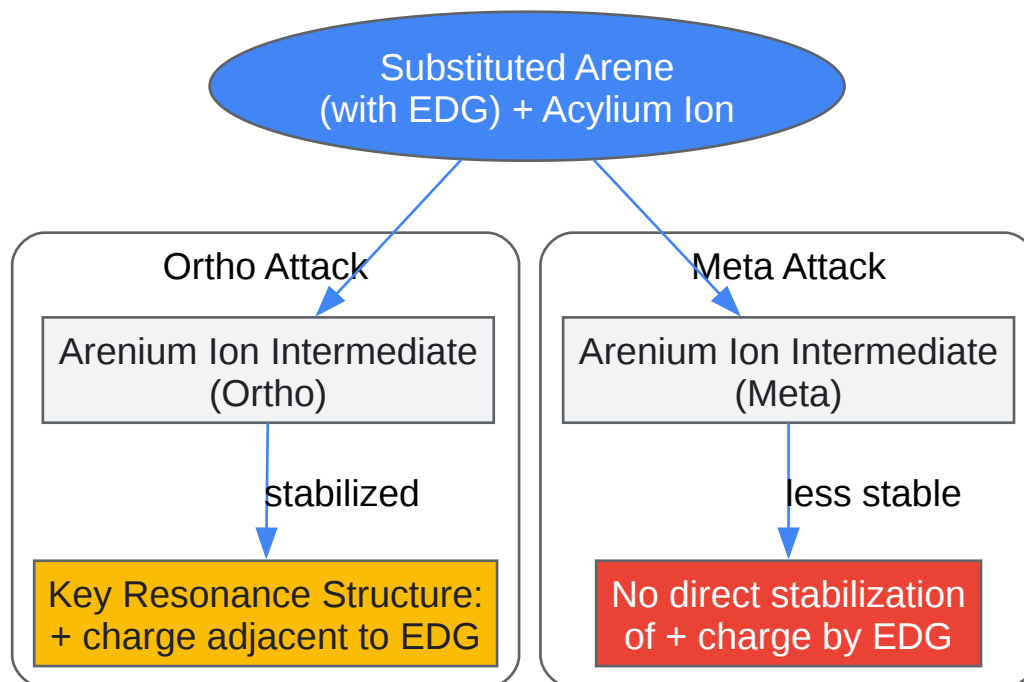 Substituted Arene
(with EDG) + Acylium Ion
Ortho Attack
Arenium Ion Intermediate
(Ortho)
stabilized
Key Resonance Structure:
+ charge adjacent to EDG
Meta Attack
Arenium Ion Intermediate
(Meta)
less stable
No direct stabilization
of + charge by EDG